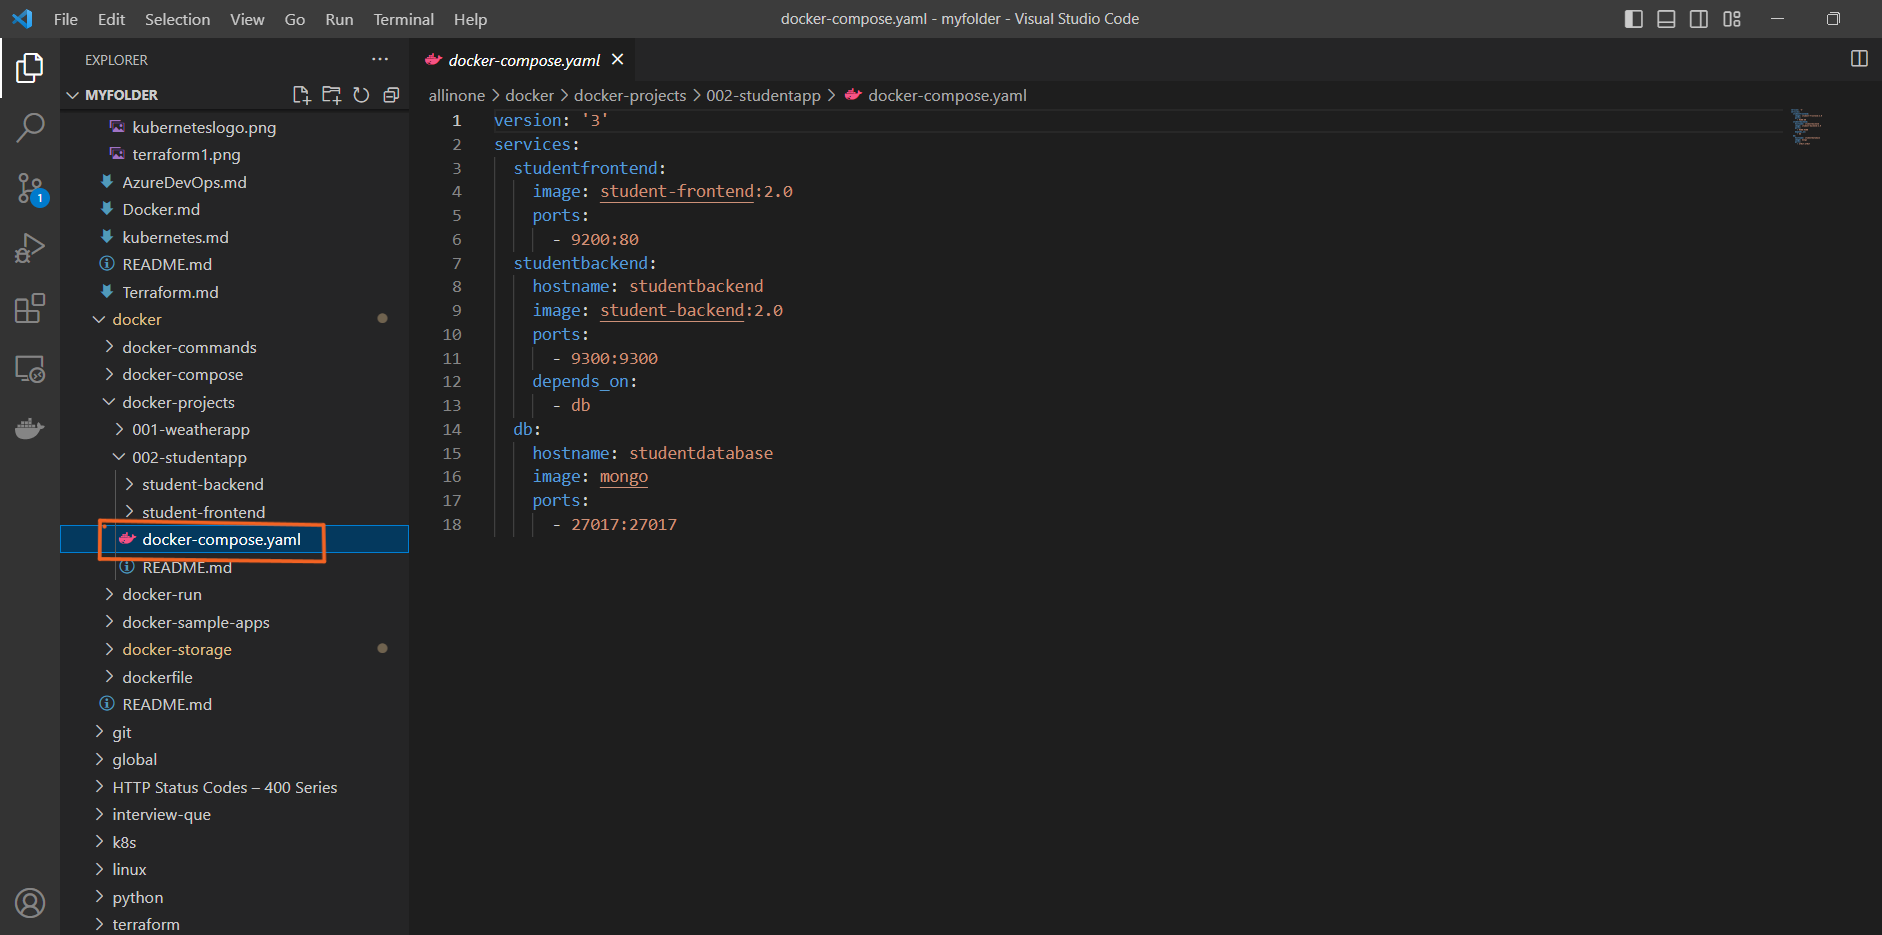 File Edit Selection View Go Run Terminal Help
docker-compose.yaml - myfolder - Visual Studio Code
EXPLORER
MYFOLDER
kuberneteslogo.png
terraform1.png
AzureDevOps.md
Docker.md
kubernetes.md
README.md
Terraform.md
docker
docker-commands
docker-compose
docker-projects
001-weatherapp
002-studentapp
student-backend
student-frontend
docker-compose.yaml
README.md
docker-run
docker-sample-apps
docker-storage
dockerfile
README.md
git
global
HTTP Status Codes – 400 Series
interview-que
k8s
linux
python
terraform
1
docker-compose.yaml
allinone > docker > docker-projects > 002-studentapp > docker-compose.yaml
1 version: '3'
2 services:
3 studentfrontend:
4 image: student-frontend:2.0
5 ports:
6 - 9200:80
7 studentbackend:
8 hostname: studentbackend
9 image: student-backend:2.0
10 ports:
11 - 9300:9300
12 depends_on:
13 - db
14 db:
15 hostname: studentdatabase
16 image: mongo
17 ports:
18 - 27017:27017